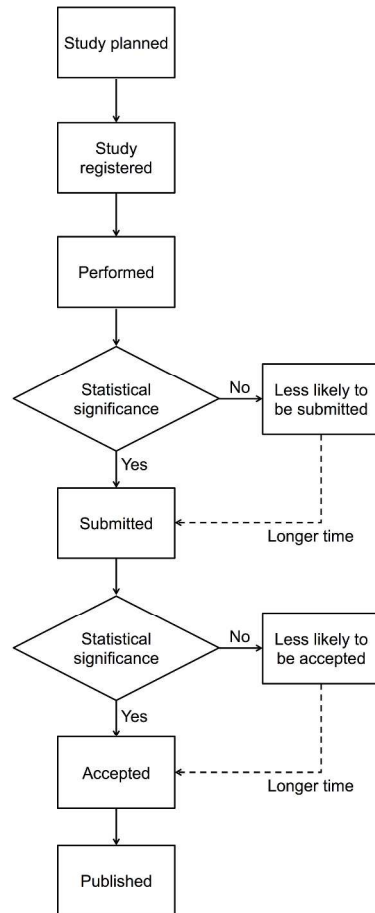 Study planned
Study
registered
Performed
Statistical
significance
No
Less likely to
be submitted
Yes
Submitted
Longer time
Statistical
significance
No
Less likely to
be accepted
Yes
Accepted
Longer time
Published